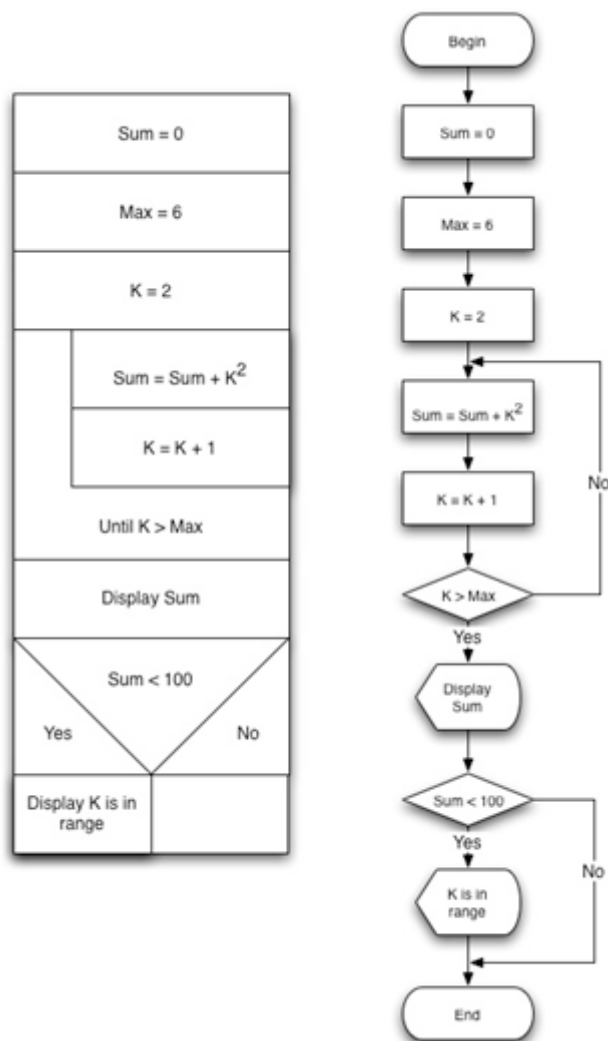 Sum = 0
Max = 6
K = 2
Sum = Sum + K²
K = K + 1
Until K > Max
Display Sum
Sum < 100
Yes
No
Display K is in
range
Begin
Sum = 0
Max = 6
K = 2
Sum = Sum + K²
K = K + 1
No
K > Max
Yes
Display
Sum
Sum < 100
Yes
No
K is in
range
End